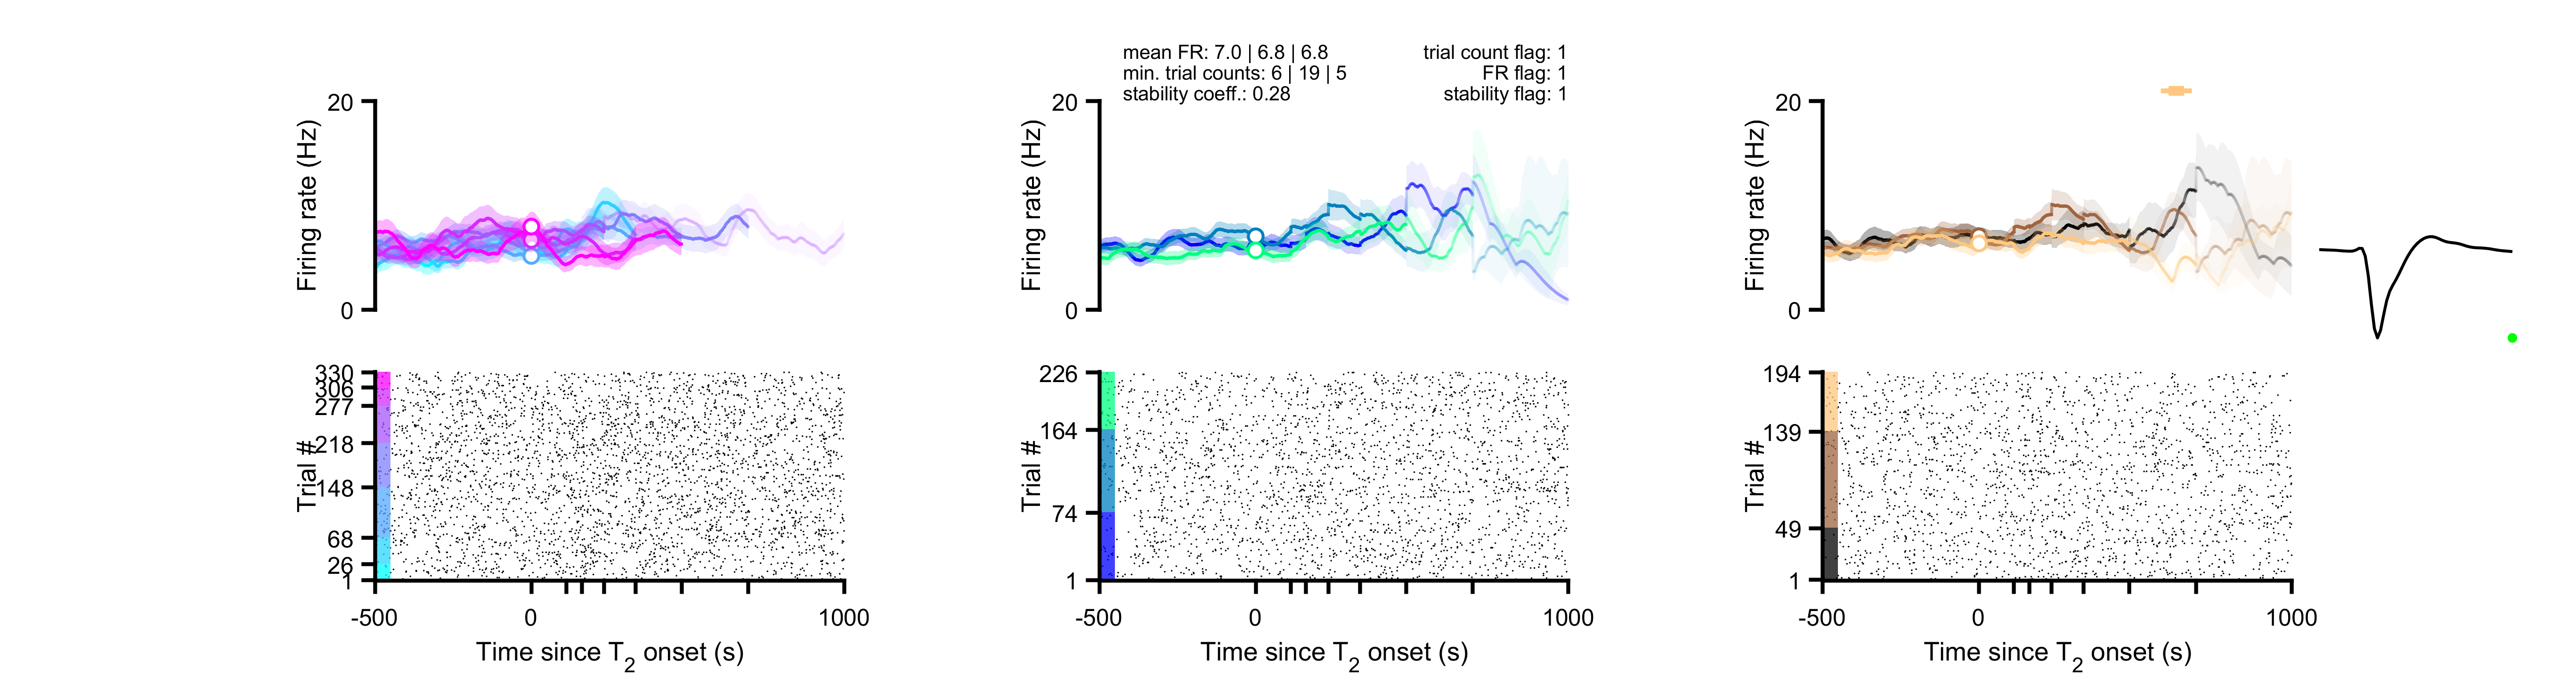 mean FR: 7.0 | 6.8 | 6.8
min. trial counts: 6 | 19 | 5
stability coeff.: 0.28
trial count flag: 1
FR flag: 1
stability flag: 1
20
0
Firing rate (Hz)
20
0
Firing rate (Hz)
20
0
Firing rate (Hz)
330
306
277
218
148
68
26
1
Trial #
-500
0
1000
Time since T2 onset (s)
226
164
74
1
Trial #
-500
0
1000
Time since T2 onset (s)
194
139
49
1
Trial #
-500
0
1000
Time since T2 onset (s)